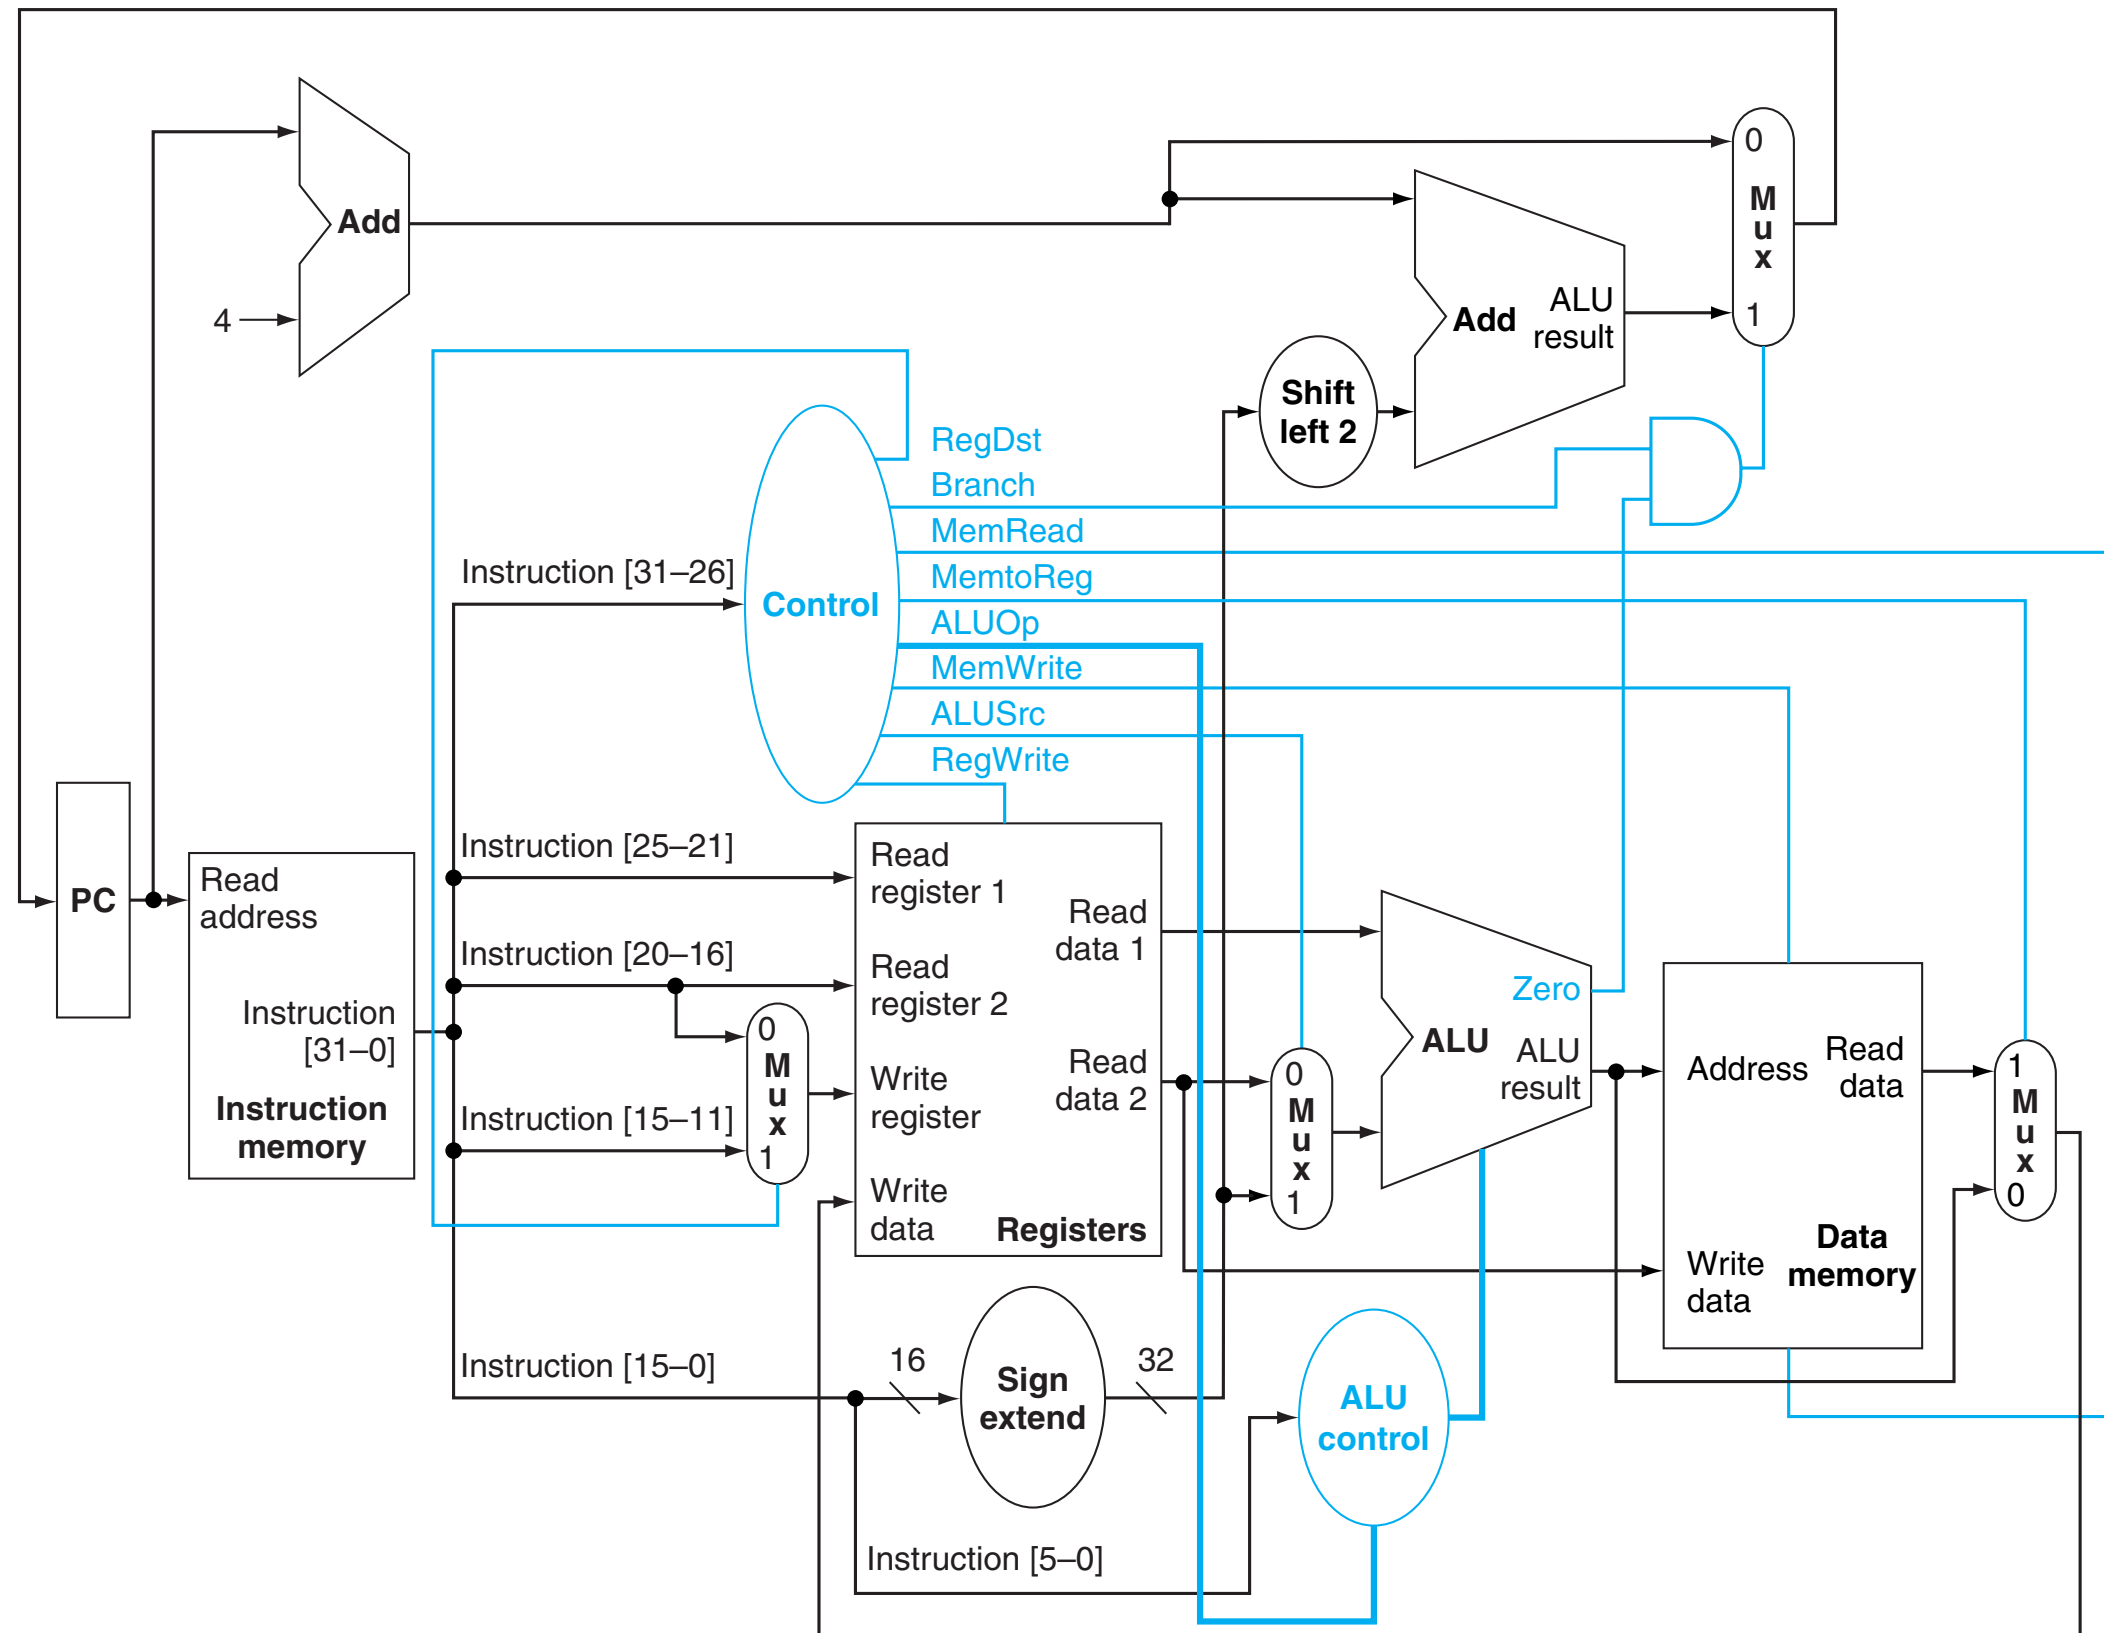 0
M
u
x
1
Add
4
Add
ALU
result
Shift
left 2
RegDst
Branch
MemRead
MemtoReg
ALUOp
MemWrite
ALUSrc
RegWrite
Control
Instruction [31–26]
Instruction [25–21]
Instruction [20–16]
Instruction [15–11]
Instruction [15–0]
Instruction [5–0]
PC
Read
address
Instruction
[31–0]
Instruction
memory
0
M
u
x
1
Read
register 1
Read
register 2
Write
register
Write
data
Read
data 1
Read
data 2
Registers
16
Sign
extend
32
0
M
u
x
1
Zero
ALU
ALU
result
ALU
control
Address
Read
data
Write
data
Data
memory
1
M
u
x
0